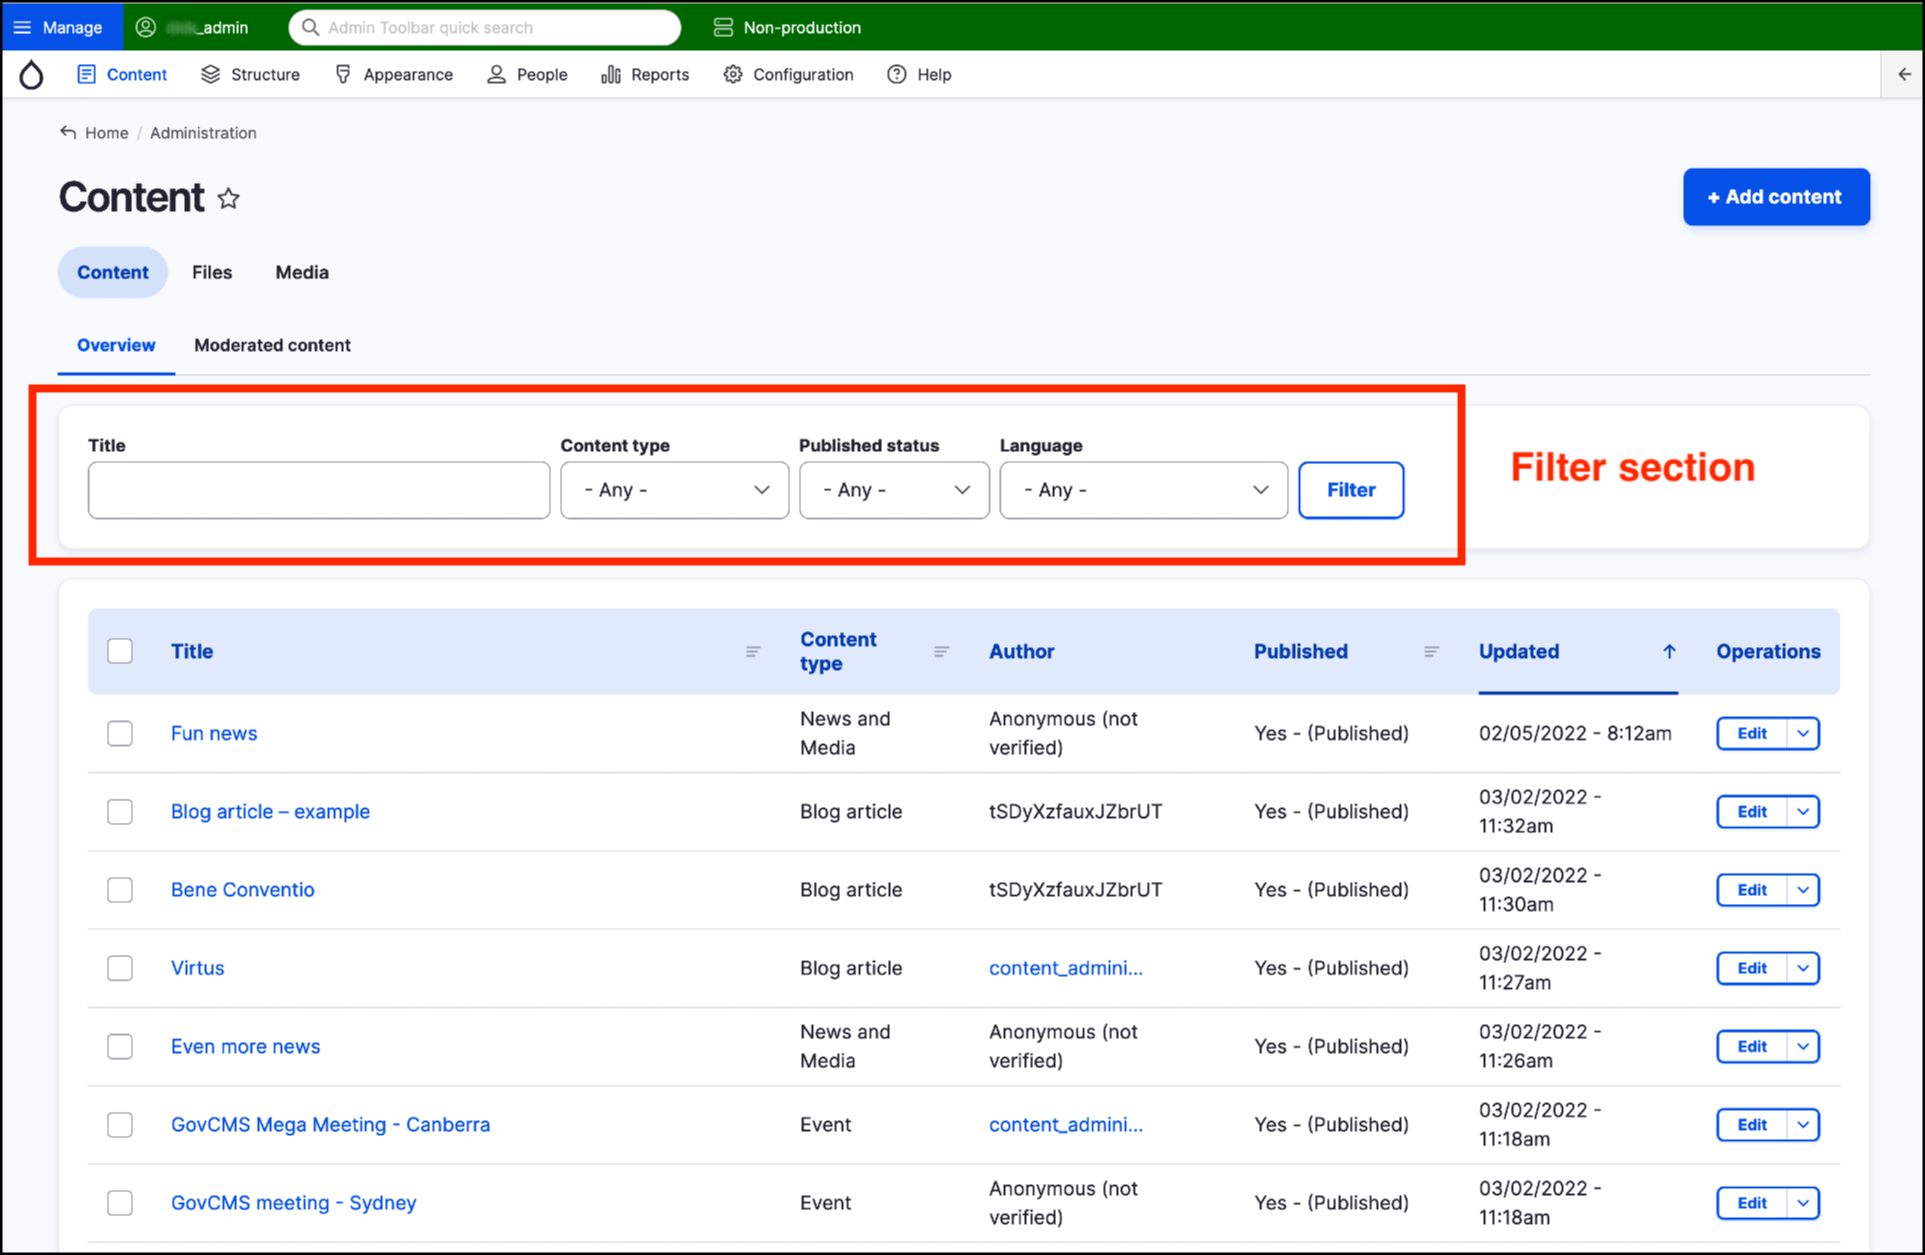 Manage _admin Admin Toolbar quick search Non-production
Content Structure Appearance People Reports Configuration Help
Home / Administration
Content
+ Add content
Content Files Media
Overview Moderated content
Title Content type Published status Language
- Any - - Any - - Any - Filter
Filter section
Title Content type Author Published Updated Operations
Fun news News and Media Anonymous (not verified) Yes - (Published) 02/05/2022 - 8:12am Edit
Blog article – example Blog article tSDyXzfauxJZbrUT Yes - (Published) 03/02/2022 - 11:32am Edit
Bene Conventio Blog article tSDyXzfauxJZbrUT Yes - (Published) 03/02/2022 - 11:30am Edit
Virtus Blog article content_admini... Yes - (Published) 03/02/2022 - 11:27am Edit
Even more news News and Media Anonymous (not verified) Yes - (Published) 03/02/2022 - 11:26am Edit
GovCMS Mega Meeting - Canberra Event content_admini... Yes - (Published) 03/02/2022 - 11:18am Edit
GovCMS meeting - Sydney Event Anonymous (not verified) Yes - (Published) 03/02/2022 - 11:18am Edit